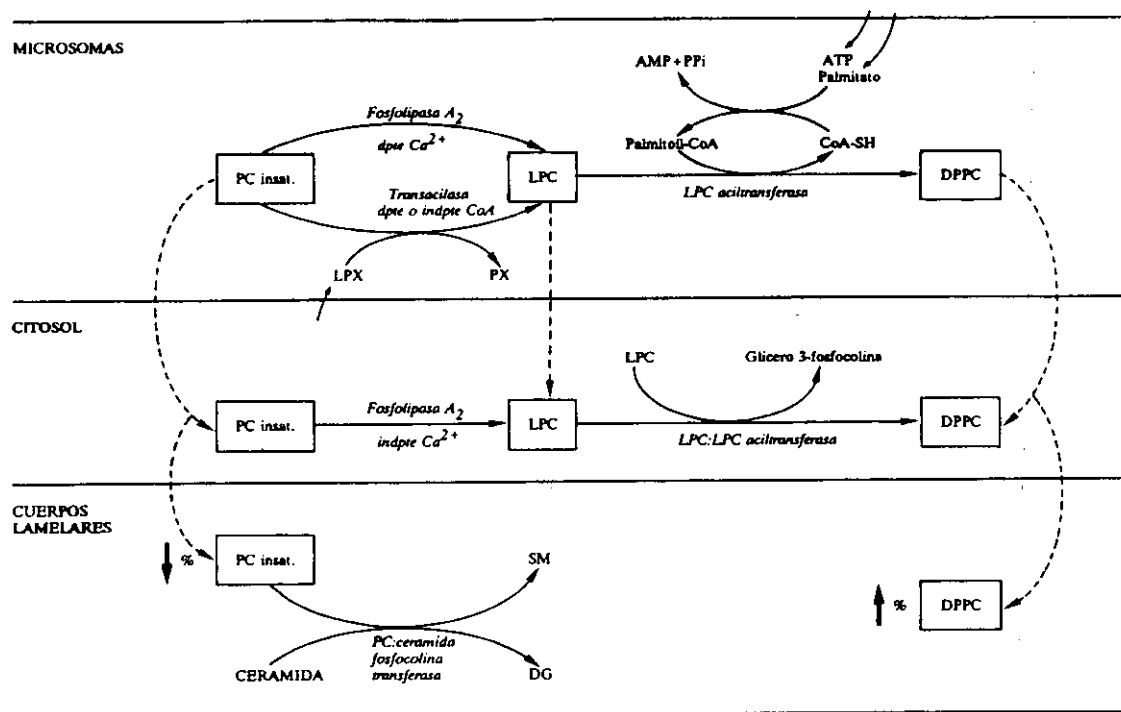 MICROSOMAS
AMP + PPi
ATP
Palmitato
Fosfolipasa A2
dpte Ca2+
Palmitoil-CoA
CoA-SH
PC insat.
LPC
DPPC
LPC aciltransferasa
Transacilasa
dpte o indpte CoA
LPX
PX
CITOSOL
LPC
Glicero 3-fosfocolina
Fosfolipasa A2
PC insat.
LPC
DPPC
indpte Ca2+
LPC:LPC aciltransferasa
CUERPOS
LAMELARES
% PC insat.
SM
% DPPC
PC:ceramida
fosfocolina
transferasa
CERAMIDA
DG